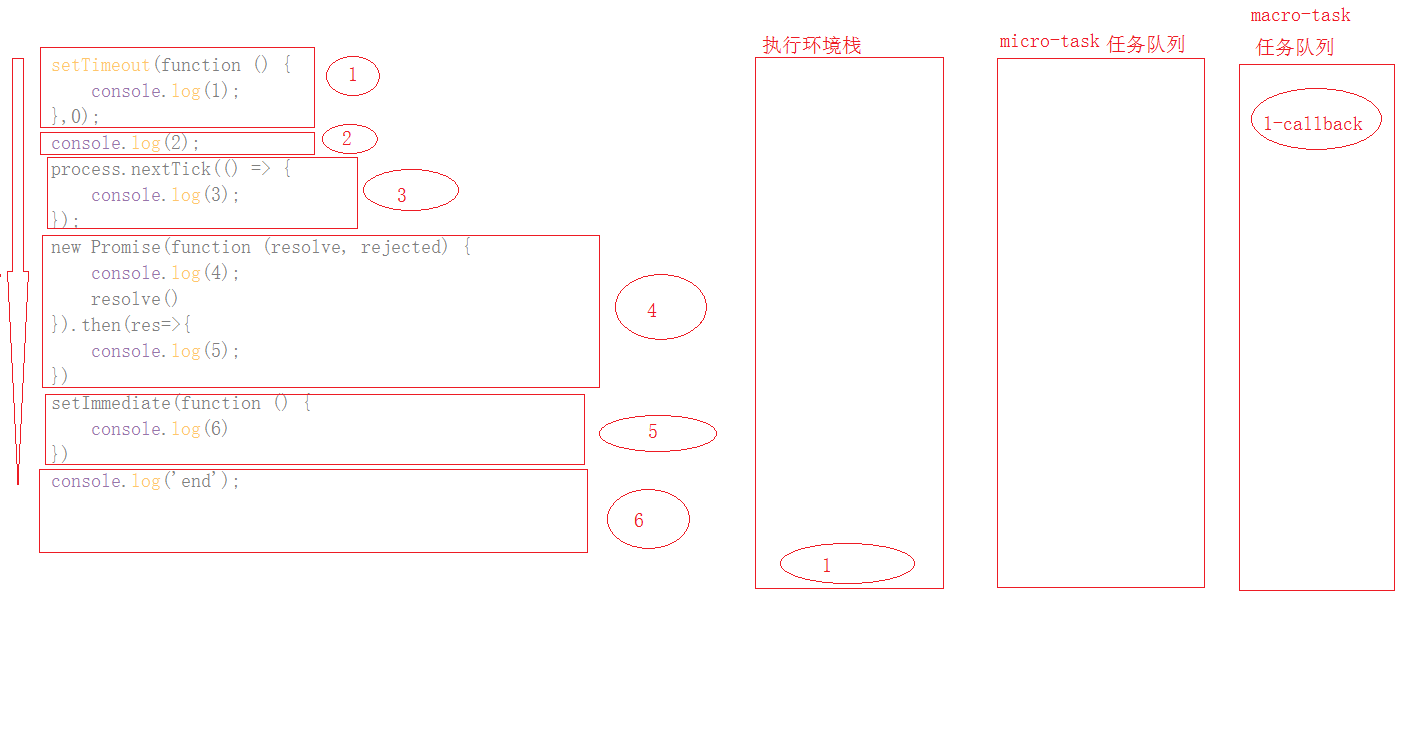 setTimeout(function () {
    console.log(1);
},0);
1
console.log(2);
2
process.nextTick(() => {
    console.log(3);
});
3
new Promise(function (resolve, rejected) {
    console.log(4);
    resolve()
}).then(res=>{
    console.log(5);
})
4
setImmediate(function () {
    console.log(6)
})
5
console.log('end');
6
执行环境栈
1
micro-task 任务队列
macro-task
任务队列
1-callback